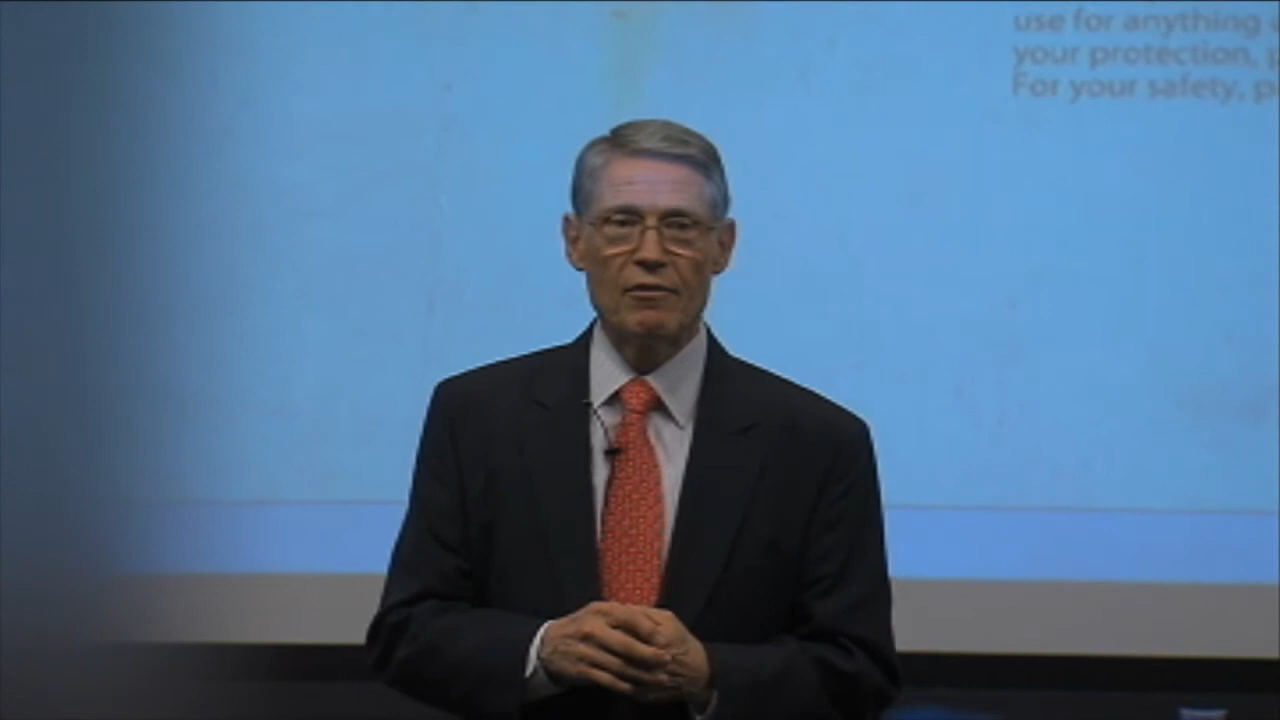 use for anything
your protection,
For your safety,